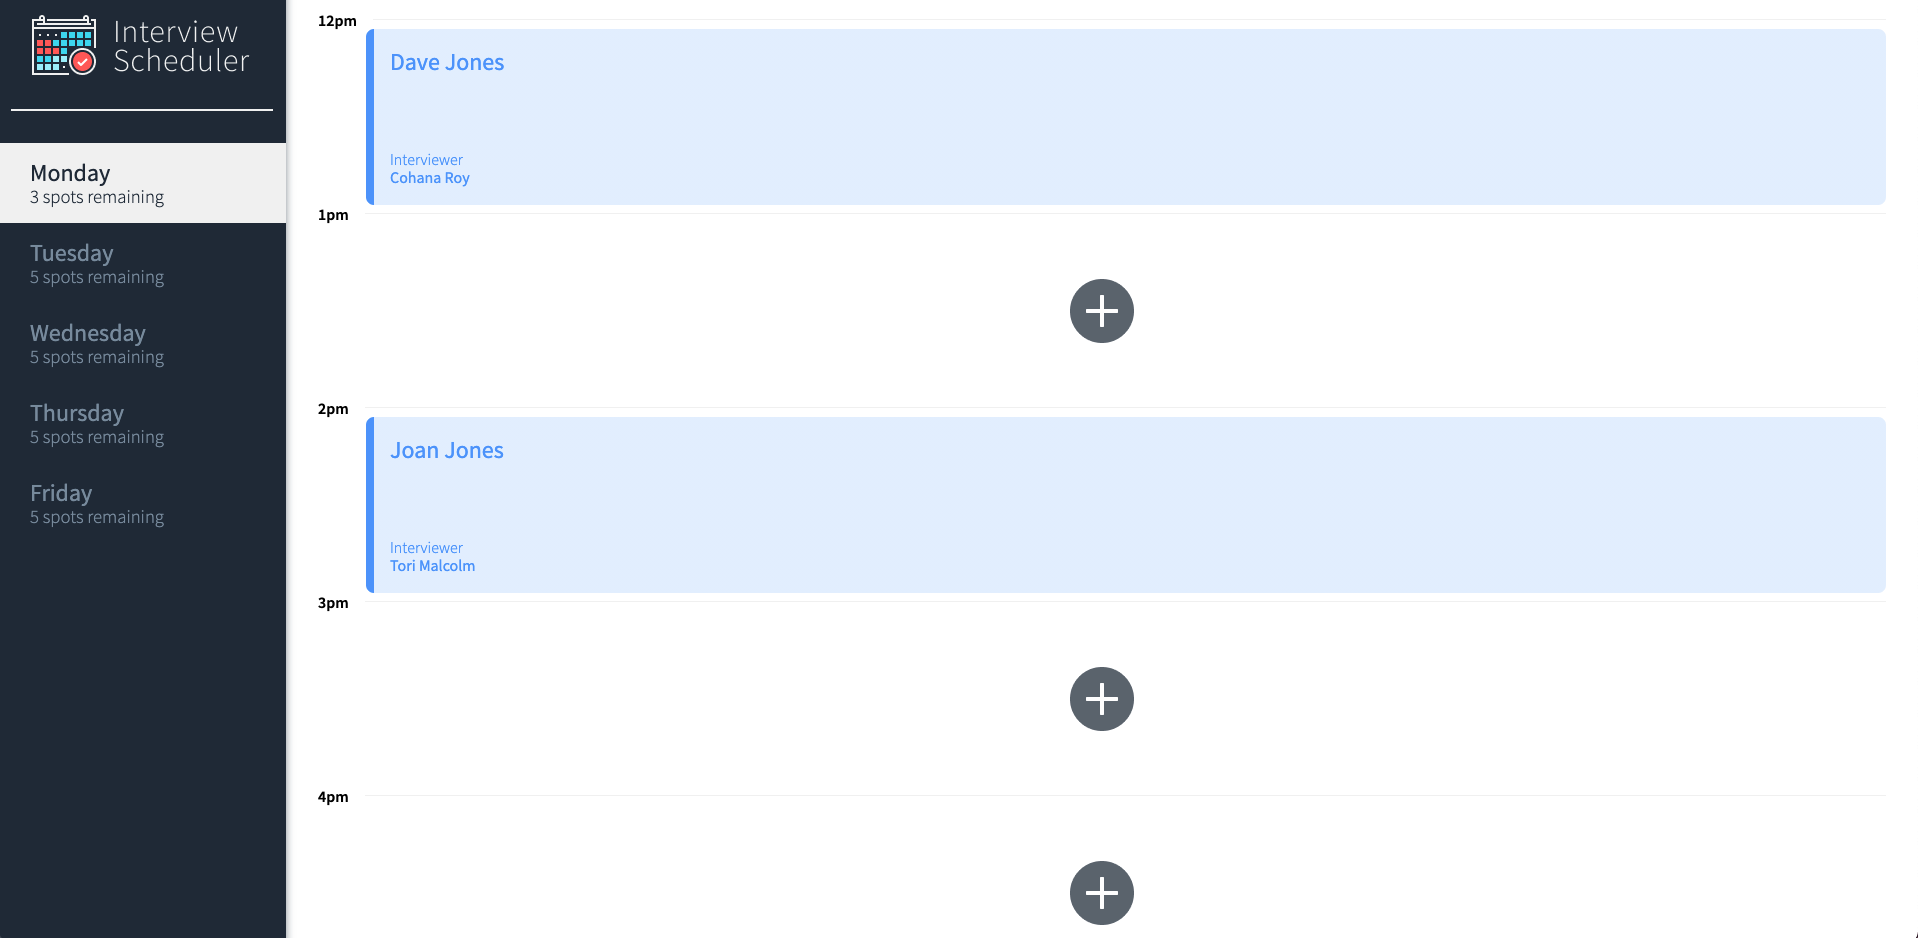 Interview
Scheduler
Monday
3 spots remaining
Tuesday
5 spots remaining
Wednesday
5 spots remaining
Thursday
5 spots remaining
Friday
5 spots remaining
12pm
Dave Jones
Interviewer
Cohana Roy
1pm
2pm
Joan Jones
Interviewer
Tori Malcolm
3pm
4pm